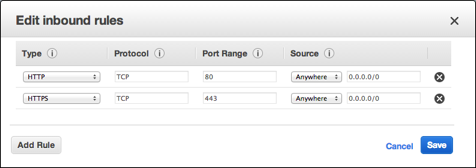 Edit inbound rules
Type Protocol Port Range Source
HTTP TCP 80 Anywhere 0.0.0.0/0
HTTPS TCP 443 Anywhere 0.0.0.0/0
Add Rule Cancel Save